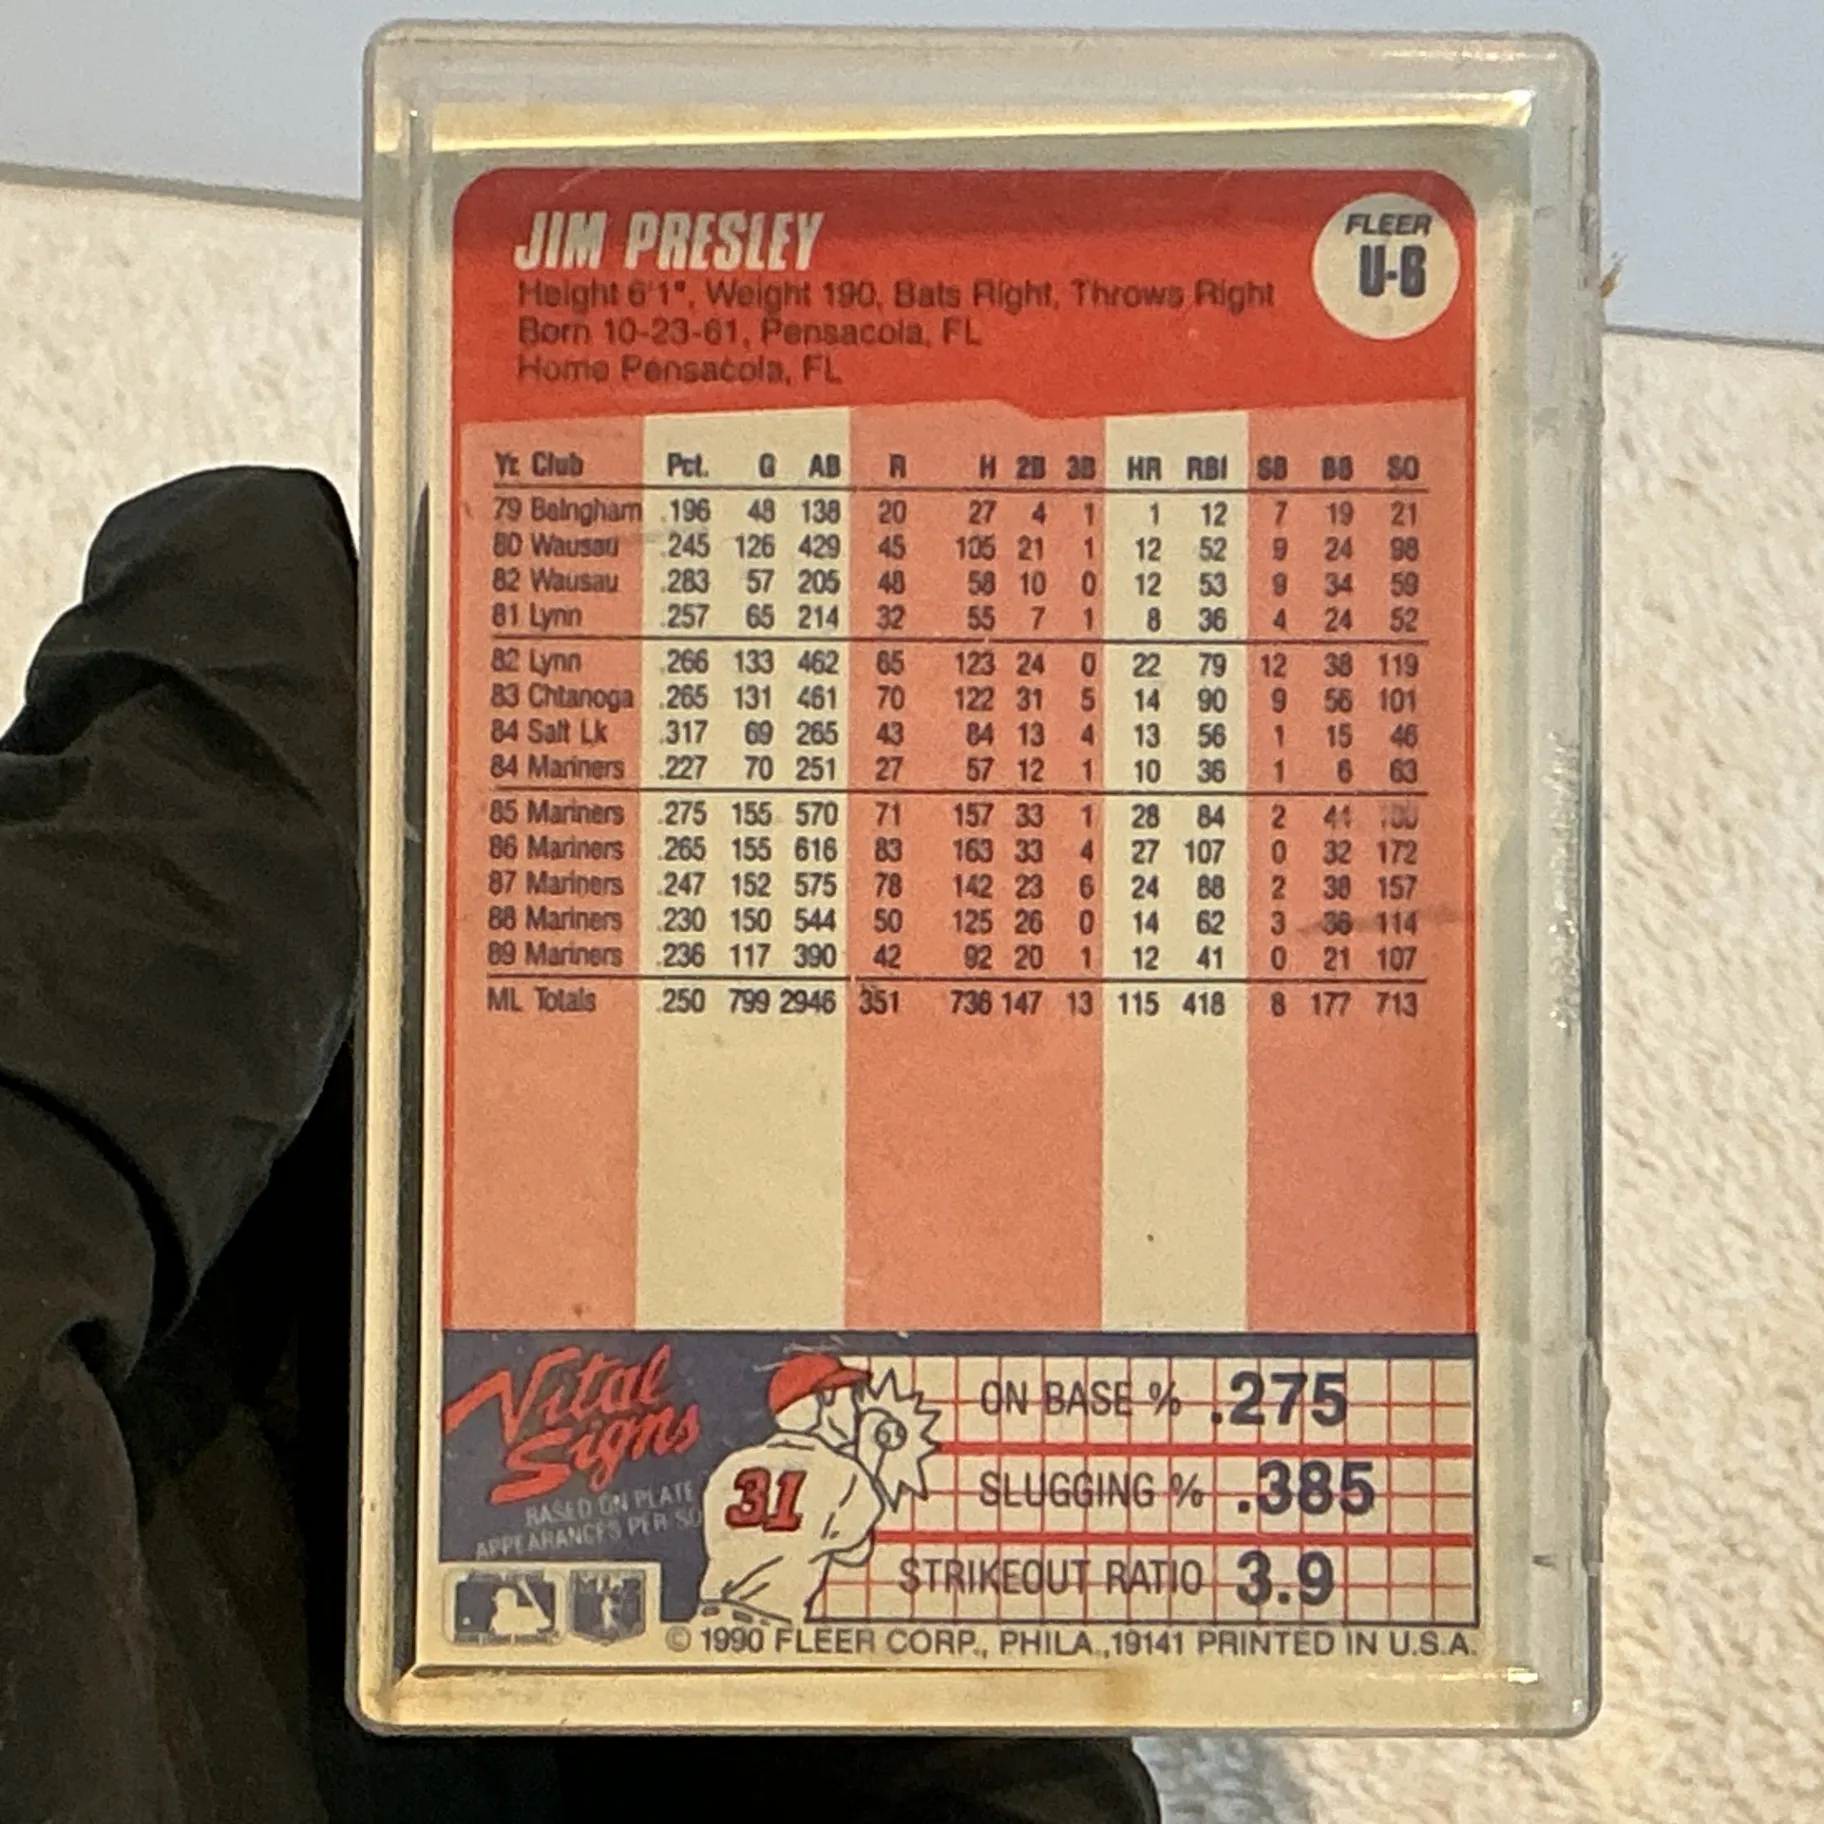 JIM PRESLEY
FLEER
U-6
Height 6'1", Weight 190, Bats Right, Throws Right
Born 10-23-61, Pensacola, FL
Home Pensacola, FL
Yr. Club Pct. G AB R H 2B 3B HR RBI SB BB SO
79 Belngham .196 48 138 20 27 4 1 1 12 7 19 21
80 Wausau .245 126 429 45 105 21 1 12 52 9 24 98
82 Wausau .283 57 205 48 58 10 0 12 53 9 34 59
81 Lynn .257 65 214 32 55 7 1 8 36 4 24 52
82 Lynn .266 133 462 65 123 24 0 22 79 12 38 119
83 Chtanoga .265 131 461 70 122 31 5 14 90 9 56 101
84 Salt Lk .317 69 265 43 84 13 4 13 56 1 15 46
84 Mariners .227 70 251 27 57 12 1 10 36 1 6 63
85 Mariners .275 155 570 71 157 33 1 28 84 2 44
86 Mariners .265 155 616 83 163 33 4 27 107 0 32 172
87 Mariners .247 152 575 78 142 23 6 24 88 2 38 157
88 Mariners .230 150 544 50 125 26 0 14 62 3 36 114
89 Mariners .236 117 390 42 92 20 1 12 41 0 21 107
ML Totals .250 799 2946 351 736 147 13 115 418 8 177 713
Vital
Signs
BASED ON PLATE
APPEARANCES PER SO
31
ON BASE % .275
SLUGGING % .385
STRIKEOUT RATIO 3.9
© 1990 FLEER CORP., PHILA.,19141 PRINTED IN U.S.A.